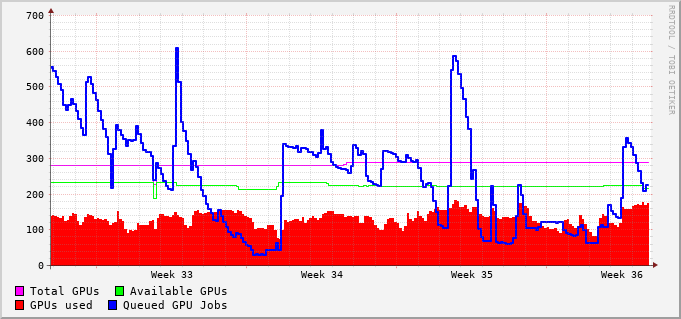 700
600
500
400
300
200
100
0
Week 33 Week 34 Week 35 Week 36
Total GPUs Available GPUs
GPUs used Queued GPU Jobs
RRDTOOL / TOBI OETIKER